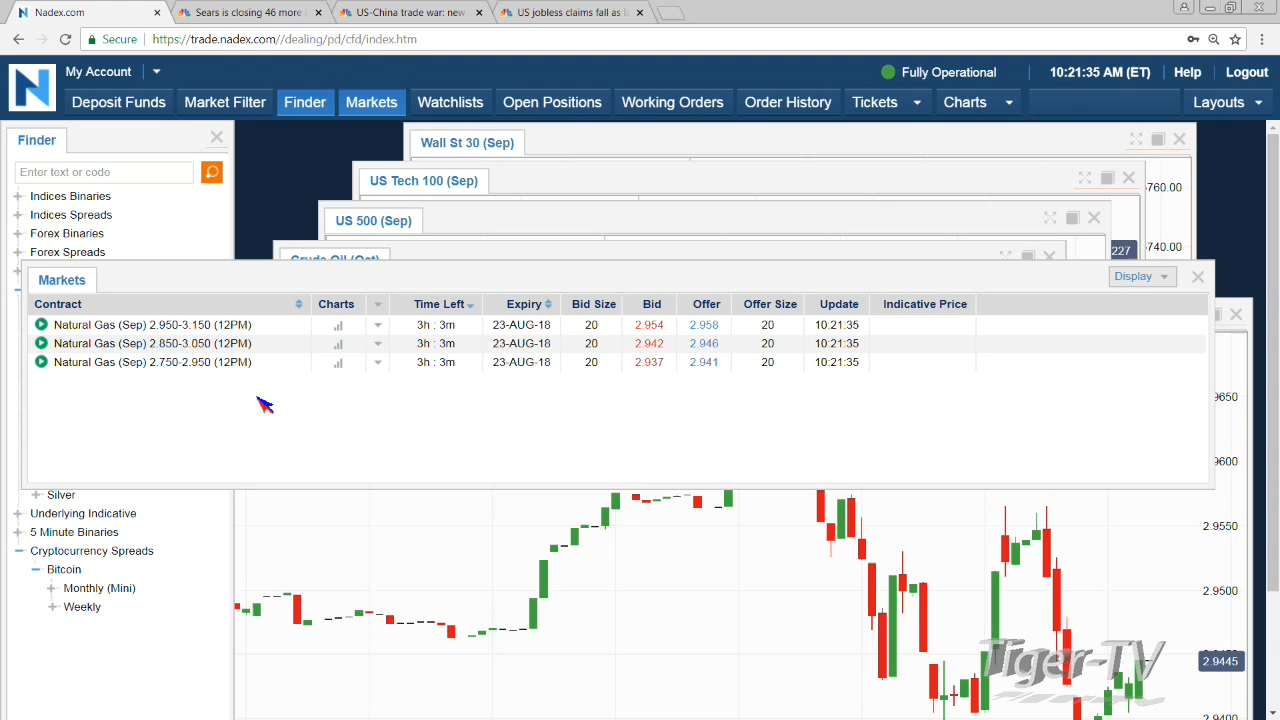 Nadex.com
Sears is closing 46 more
US-China trade war: new
US jobless claims fall as
Secure
https://trade.nadex.com//dealing/pd/cfd/index.htm
N
My Account
Fully Operational
10:21:35 AM (ET)
Help
Logout
Deposit Funds
Market Filter
Finder
Markets
Watchlists
Open Positions
Working Orders
Order History
Tickets
Charts
Layouts
Finder
Enter text or code
Indices Binaries
Indices Spreads
Forex Binaries
Forex Spreads
Wall St 30 (Sep)
US Tech 100 (Sep)
US 500 (Sep)
Crude Oil (Oct)
760.00
740.00
227
Markets
Display
Contract Charts Time Left Expiry Bid Size Bid Offer Offer Size Update Indicative Price
Natural Gas (Sep) 2.950-3.150 (12PM) 3h : 3m 23-AUG-18 20 2.954 2.958 20 10:21:35
Natural Gas (Sep) 2.850-3.050 (12PM) 3h : 3m 23-AUG-18 20 2.942 2.946 20 10:21:35
Natural Gas (Sep) 2.750-2.950 (12PM) 3h : 3m 23-AUG-18 20 2.937 2.941 20 10:21:35
9650
9600
Silver
Underlying Indicative
5 Minute Binaries
Cryptocurrency Spreads
Bitcoin
Monthly (Mini)
Weekly
2.9550
2.9500
2.9445
2.9400
Tiger-TV